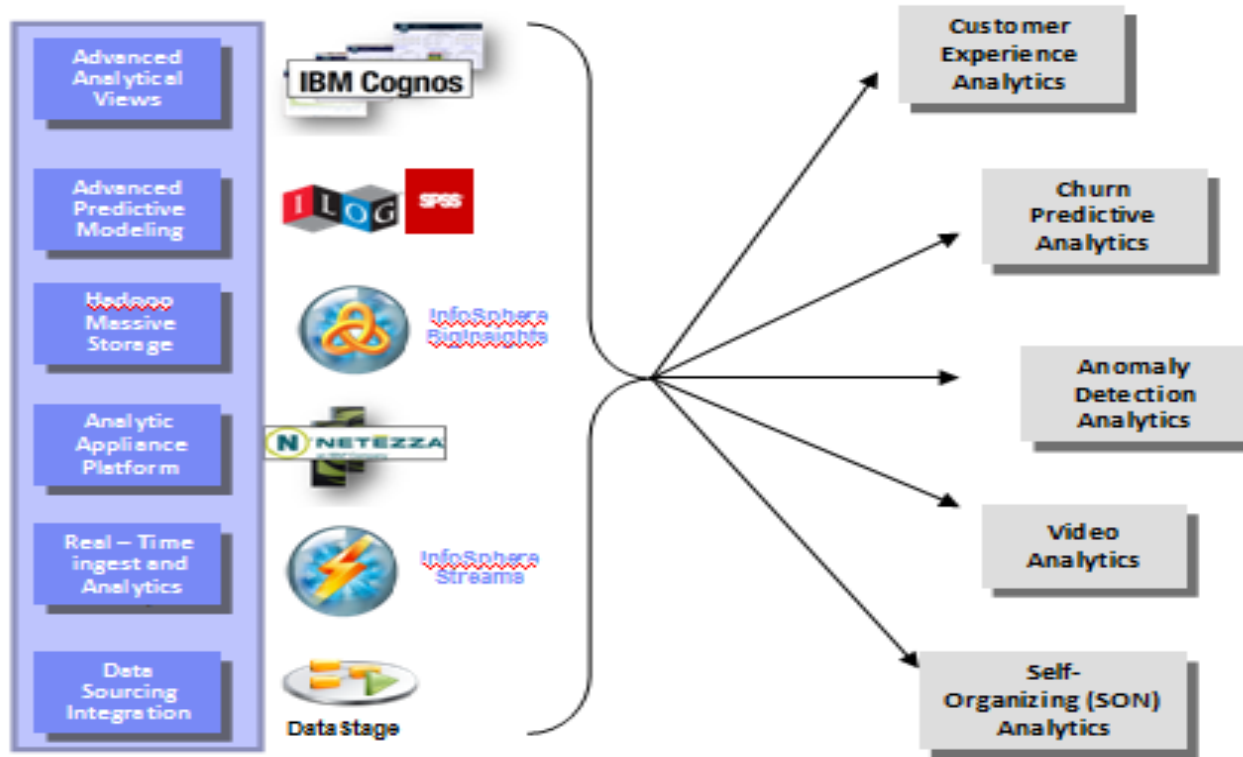 Advanced
Analytical
Views
IBM Cognos
Advanced
Predictive
Modeling
ILOG
SPSS
Hadoop
Massive
Storage
InfoSphere
BigInsights
Analytic
Appliance
Platform
N NETEZZA
Real – Time
ingest and
Analytics
InfoSphere
Streams
Data
Sourcing
Integration
DataStage
Customer
Experience
Analytics
Churn
Predictive
Analytics
Anomaly
Detection
Analytics
Video
Analytics
Self-
Organizing (SON)
Analytics